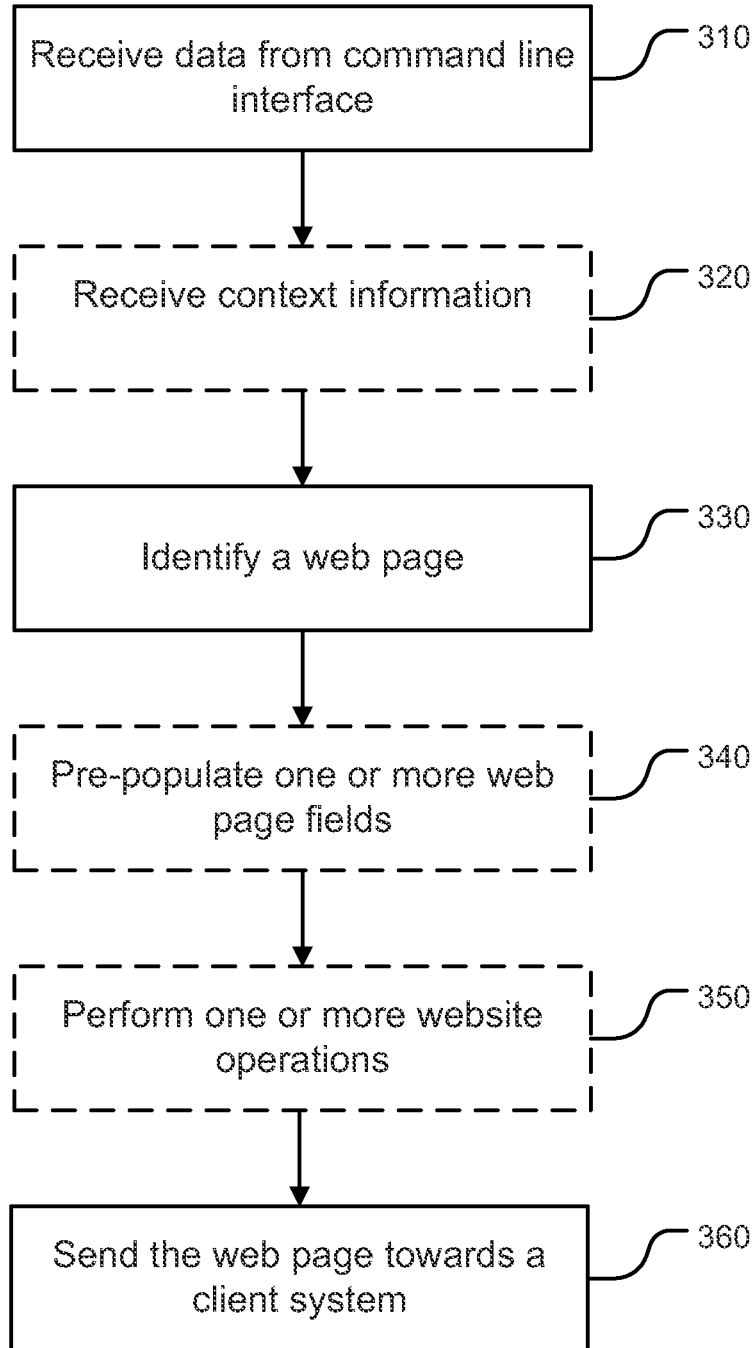 Receive data from command line
interface
310
Receive context information
320
Identify a web page
330
Pre-populate one or more web
page fields
340
Perform one or more website
operations
350
Send the web page towards a
client system
360